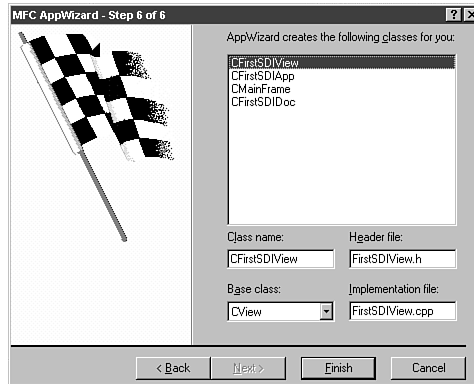 MFC AppWizard - Step 6 of 6
AppWizard creates the following classes for you:
CFirstSDIView
CFirstSDIApp
CMainFrame
CFirstSDIDoc
Class name:
Header file:
CFirstSDIView
FirstSDIView.h
Base class:
Implementation file:
CView
FirstSDIView.cpp
< Back
Next >
Finish
Cancel